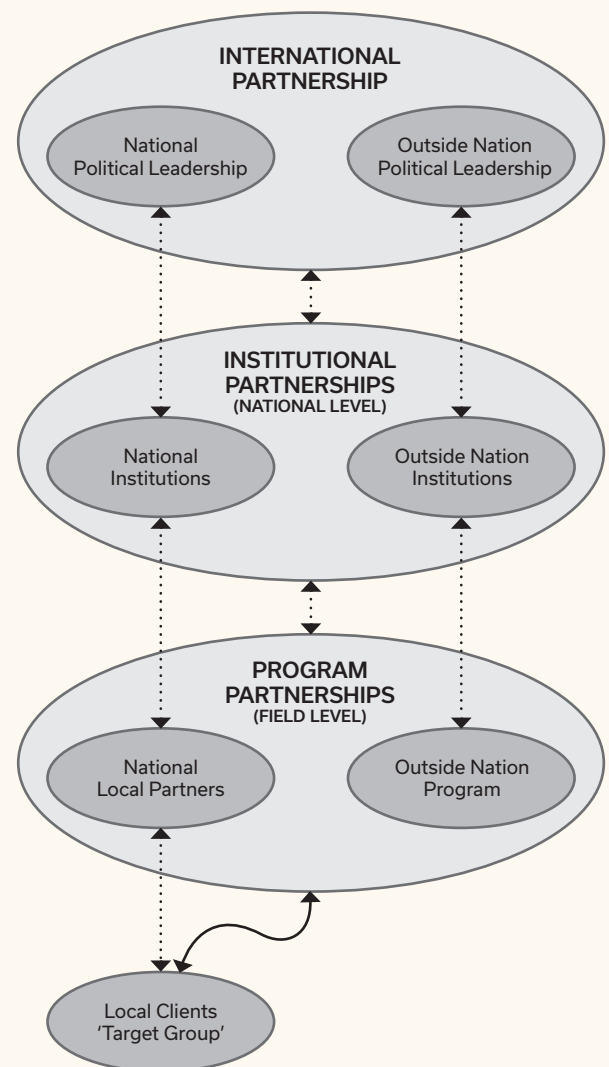 INTERNATIONAL
PARTNERSHIP
National
Political Leadership
Outside Nation
Political Leadership
INSTITUTIONAL
PARTNERSHIPS
(NATIONAL LEVEL)
National
Institutions
Outside Nation
Institutions
PROGRAM
PARTNERSHIPS
(FIELD LEVEL)
National
Local Partners
Outside Nation
Program
Local Clients
'Target Group'